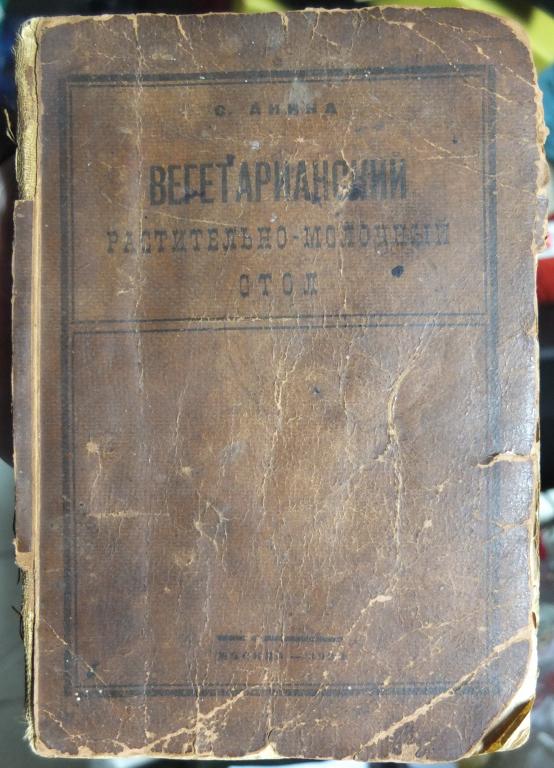 С. АНИНА
ВЕГЕТАРИАНСКИЙ
РАСТИТЕЛЬНО-МОЛОЧНЫЙ
СТОЛ
МОСКВА —